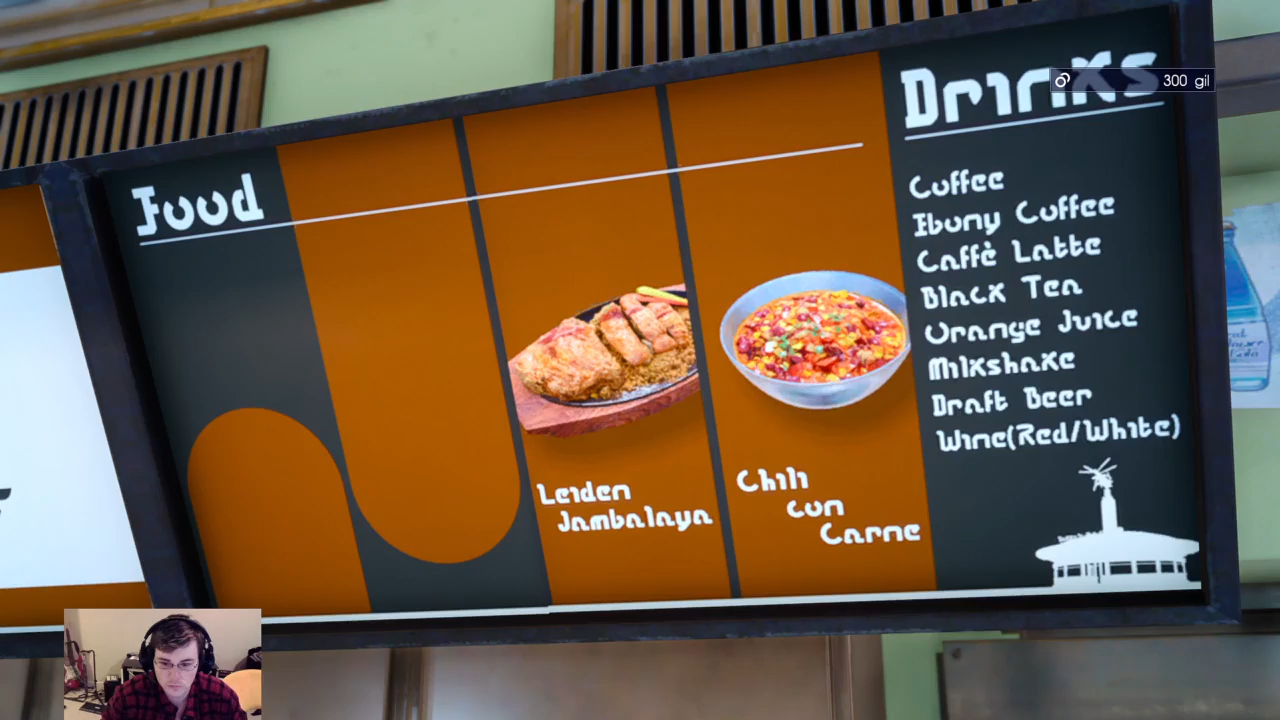 Food
Leiden
Jambalaya
Chili
con
Carne
Drinks
300 gil
Coffee
Ebony Coffee
Caffè Latte
Black Tea
Orange Juice
Milkshake
Draft Beer
Wine(Red/White)